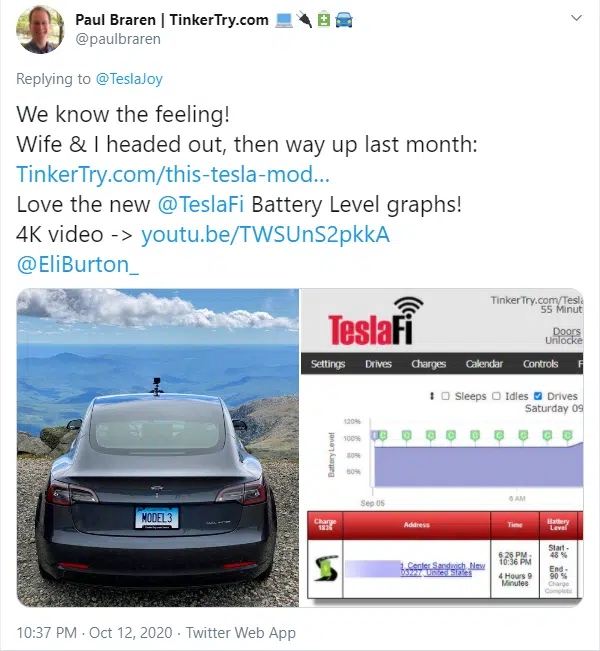 Paul Braren | TinkerTry.com
@paulbraren
Replying to @TeslaJoy
We know the feeling!
Wife & I headed out, then way up last month:
TinkerTry.com/this-tesla-mod...
Love the new @TeslaFi Battery Level graphs!
4K video -> youtu.be/TWSUnS2pkkA
@EliBurton_
MODEL3
TeslaFi
TinkerTry.com/Tesla
55 Minut
Doors
Unlocke
Settings Drives Charges Calendar Controls F
Sleeps Idles Drives
Saturday 09
Battery Level
120%
100%
80%
60%
Sep 05
6 AM
Charge
1836
Address
Time
Battery
Level
, Center Sandwich, New
03227, United States
6:26 PM -
10:36 PM
4 Hours 9
Minutes
Start -
48 %
End -
90 %
Charge
Complete
10:37 PM · Oct 12, 2020 · Twitter Web App